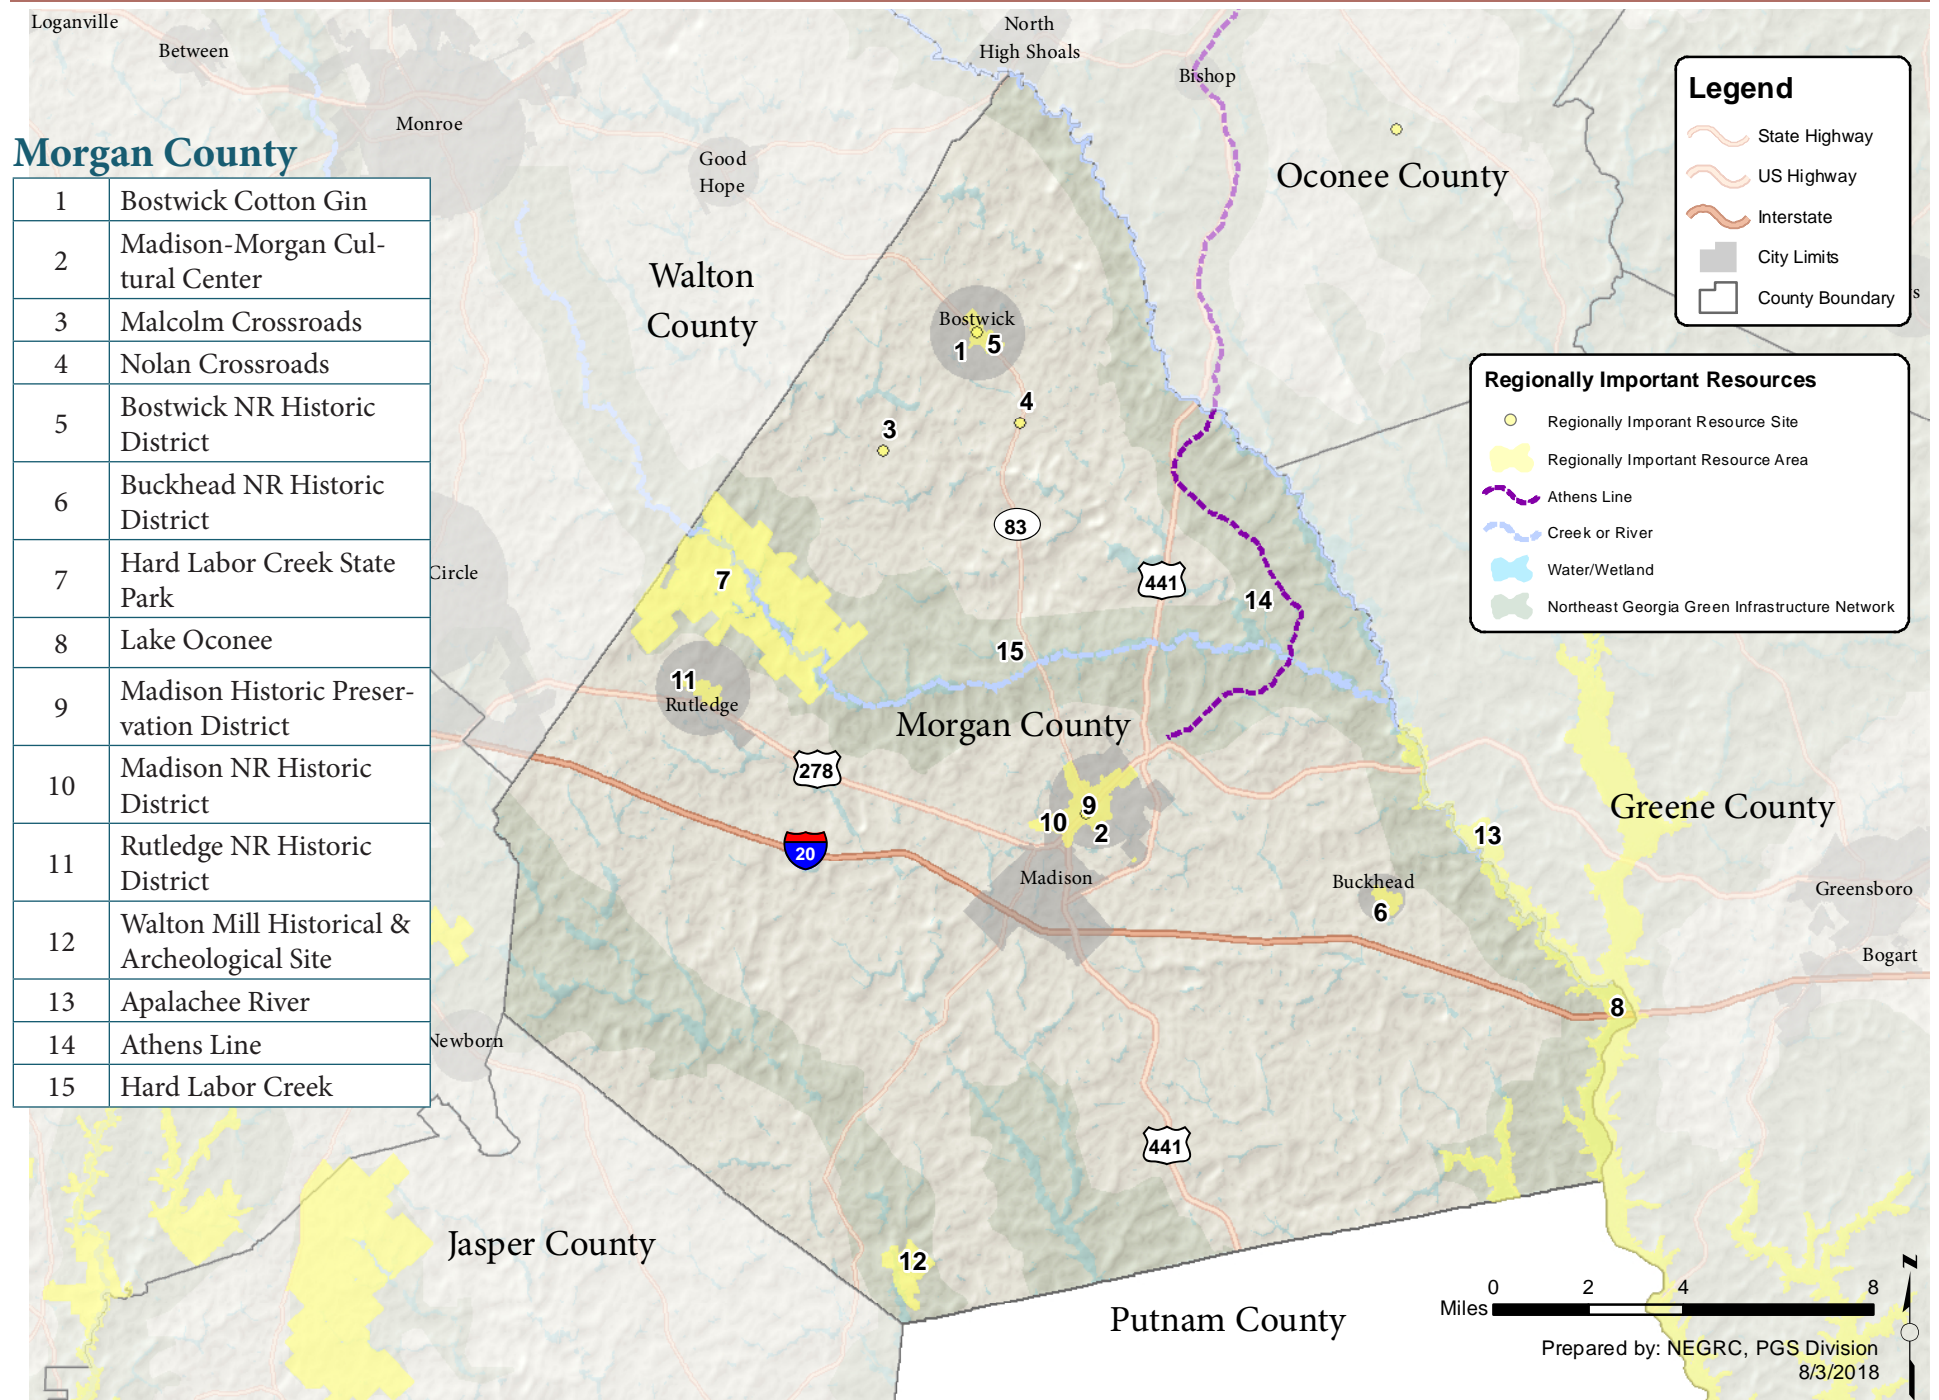 Loganville
Between
Monroe
North
High Shoals
Bishop
Good
Hope
Oconee County
Walton
County
Morgan County
1 Bostwick Cotton Gin
2 Madison-Morgan Cul-
tural Center
3 Malcolm Crossroads
4 Nolan Crossroads
5 Bostwick NR Historic
District
6 Buckhead NR Historic
District
7 Hard Labor Creek State
Park
8 Lake Oconee
9 Madison Historic Preser-
vation District
10 Madison NR Historic
District
11 Rutledge NR Historic
District
12 Walton Mill Historical &
Archeological Site
13 Apalachee River
14 Athens Line
15 Hard Labor Creek
Legend
State Highway
US Highway
Interstate
City Limits
County Boundary
s
Regionally Important Resources
Regionally Imporant Resource Site
Regionally Important Resource Area
Athens Line
Creek or River
Water/Wetland
Northeast Georgia Green Infrastructure Network
Bostwick
1 5
4
3
83
441
7
14
15
Circle
11
Rutledge
Morgan County
278
20
9
10
2
Madison
Buckhead
6
13
Greene County
Greensboro
Bogart
8
Newborn
441
12
Jasper County
Putnam County
N
0 2 4 8
Miles
Prepared by: NEGRC, PGS Division
8/3/2018